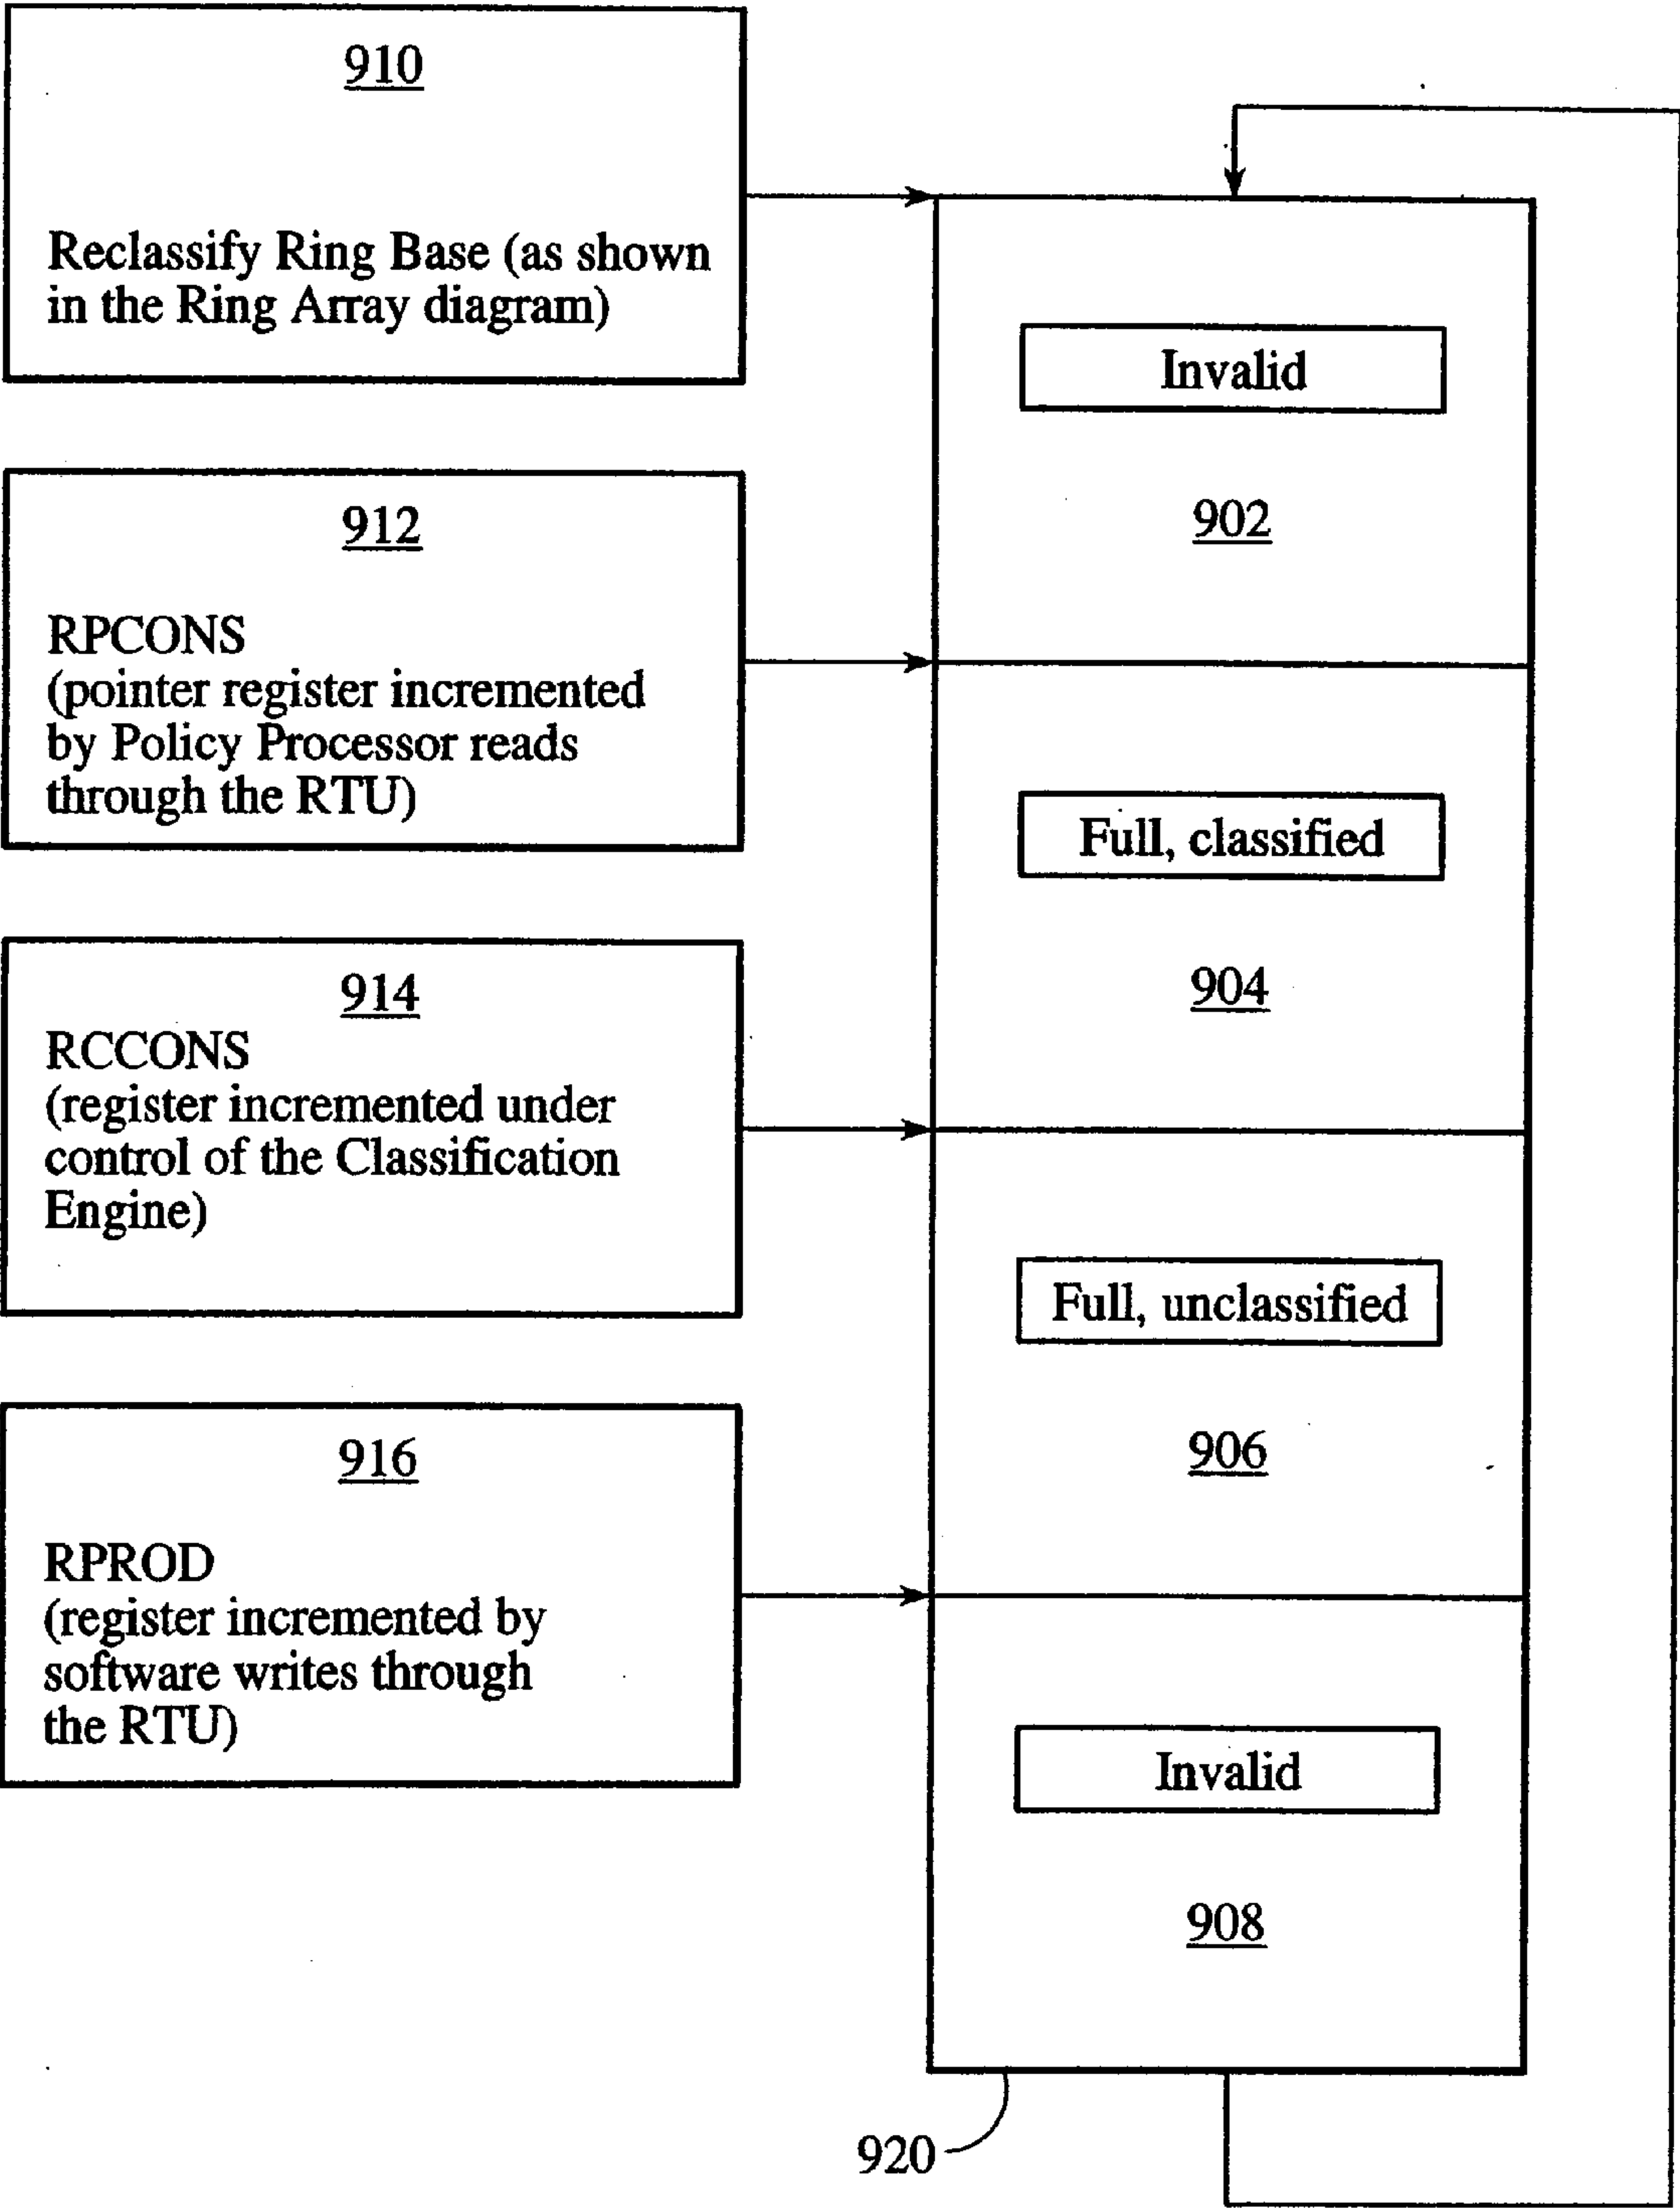 910
Reclassify Ring Base (as shown
in the Ring Array diagram)
912
RPCONS
(pointer register incremented
by Policy Processor reads
through the RTU)
914
RCCONS
(register incremented under
control of the Classification
Engine)
916
RPROD
(register incremented by
software writes through
the RTU)
Invalid
902
Full, classified
904
Full, unclassified
906
Invalid
908
920